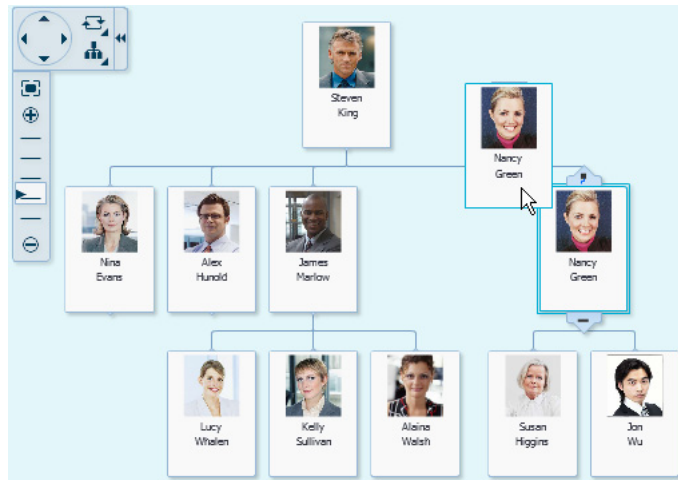 Steven
King
Nancy
Green
Nina
Evans
Alex
Hunold
James
Marlow
Nancy
Green
Lucy
Whalen
Kelly
Sullivan
Alaina
Walsh
Susan
Higgins
Jon
Wu